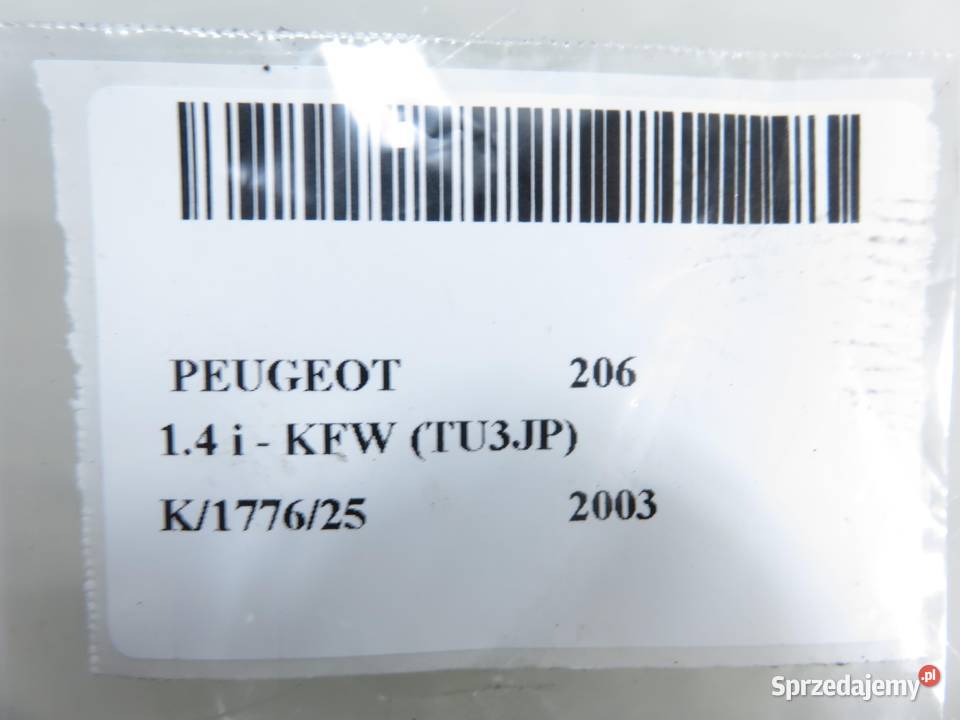 PEUGEOT 206
1.4 i - KFW (TU3JP)
K/1776/25 2003
Sprzedajemy.pl